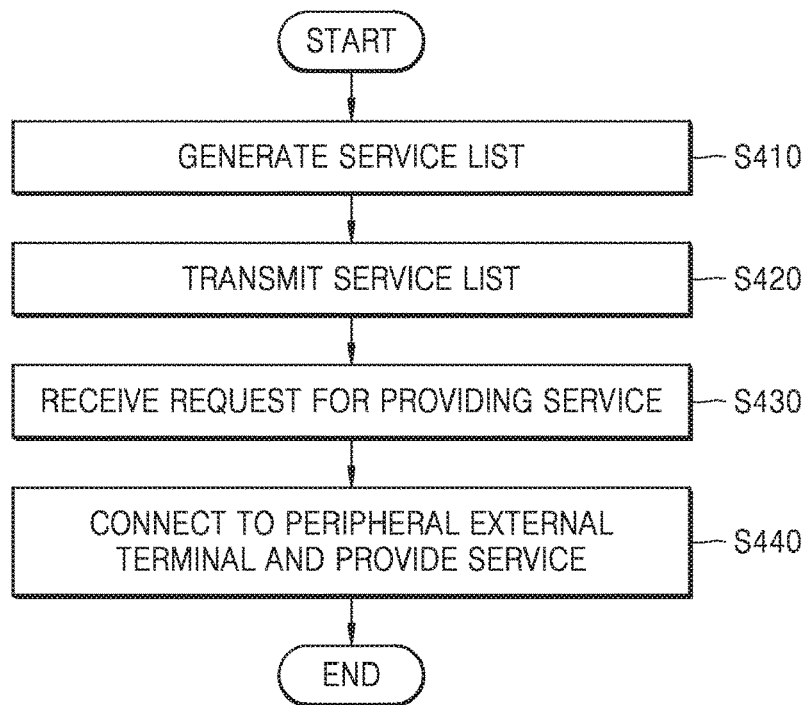 START
GENERATE SERVICE LIST
S410
TRANSMIT SERVICE LIST
S420
RECEIVE REQUEST FOR PROVIDING SERVICE
S430
CONNECT TO PERIPHERAL EXTERNAL
TERMINAL AND PROVIDE SERVICE
S440
END